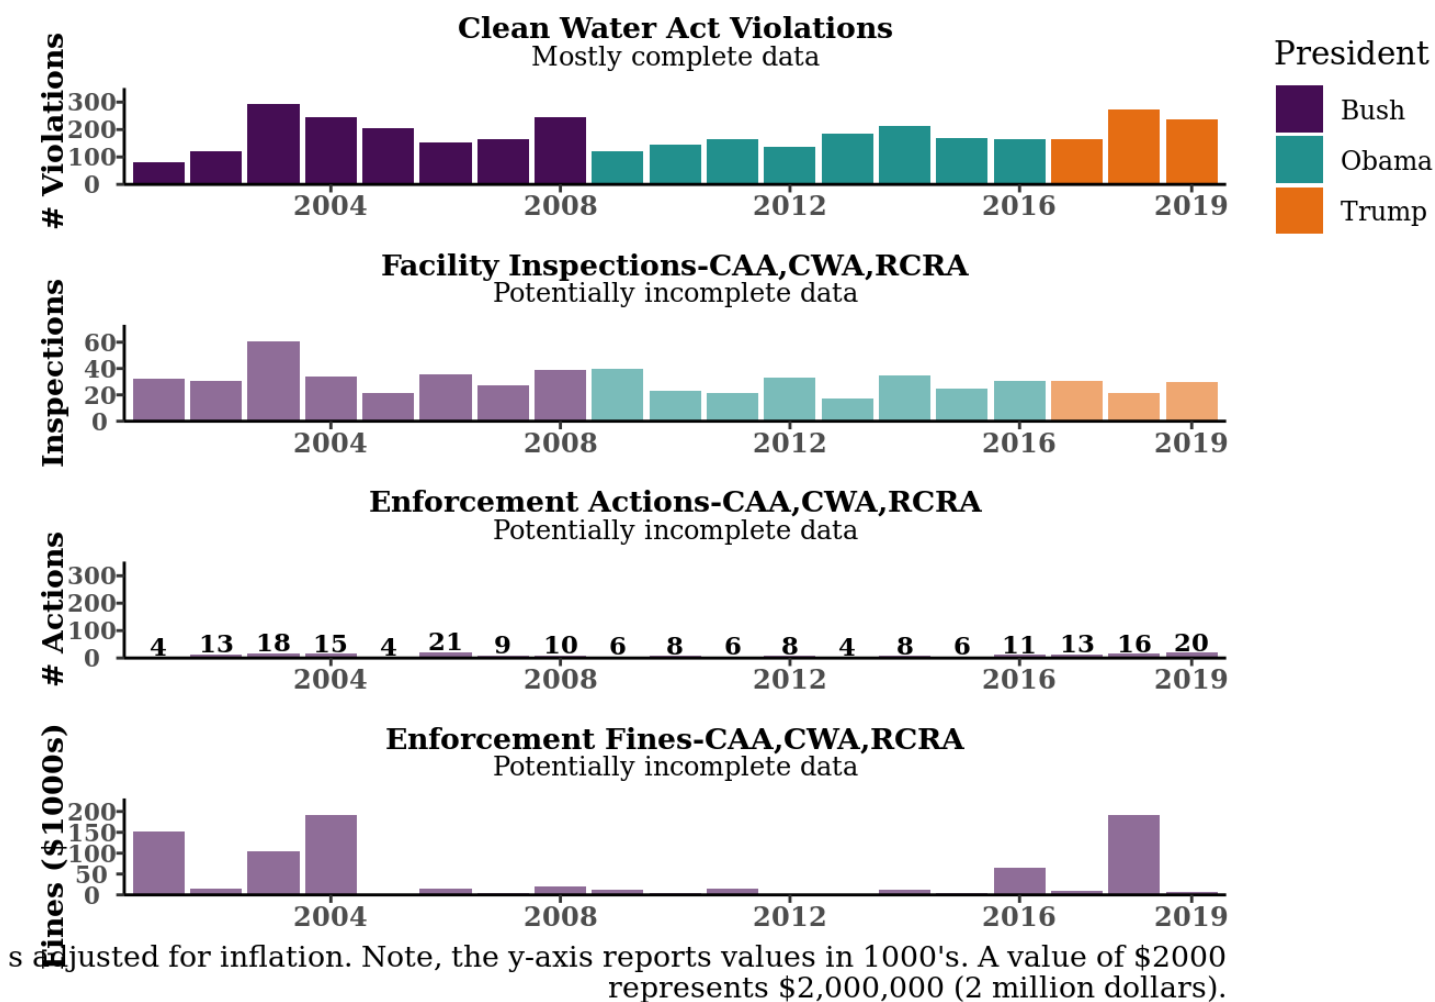 Clean Water Act Violations
Mostly complete data
# Violations
300
200
100
0
2004 2008 2012 2016 2019
President
Bush
Obama
Trump
Facility Inspections-CAA,CWA,RCRA
Potentially incomplete data
Inspections
60
40
20
0
2004 2008 2012 2016 2019
Enforcement Actions-CAA,CWA,RCRA
Potentially incomplete data
# Actions
300
200
100
0
4 13 18 15 4 21 9 10 6 8 6 8 4 8 6 11 13 16 20
2004 2008 2012 2016 2019
Enforcement Fines-CAA,CWA,RCRA
Potentially incomplete data
Fines ($1000s)
200
150
100
50
0
2004 2008 2012 2016 2019
s adjusted for inflation. Note, the y-axis reports values in 1000's. A value of $2000
represents $2,000,000 (2 million dollars).